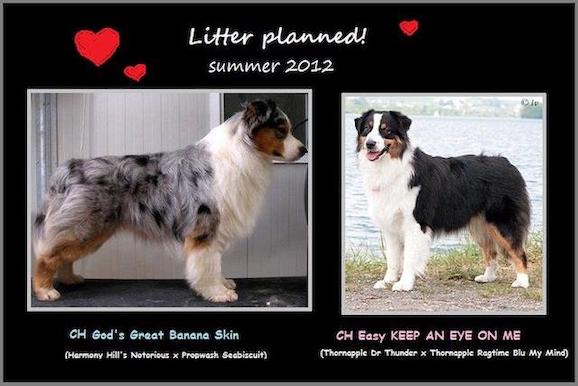 Litter planned!
summer 2012
© Iv
CH God's Great Banana Skin
(Harmony Hill's Notorious x Propwash Seabiscuit)
CH Easy KEEP AN EYE ON ME
(Thornapple Dr Thunder x Thornapple Ragtime Blu My Mind)